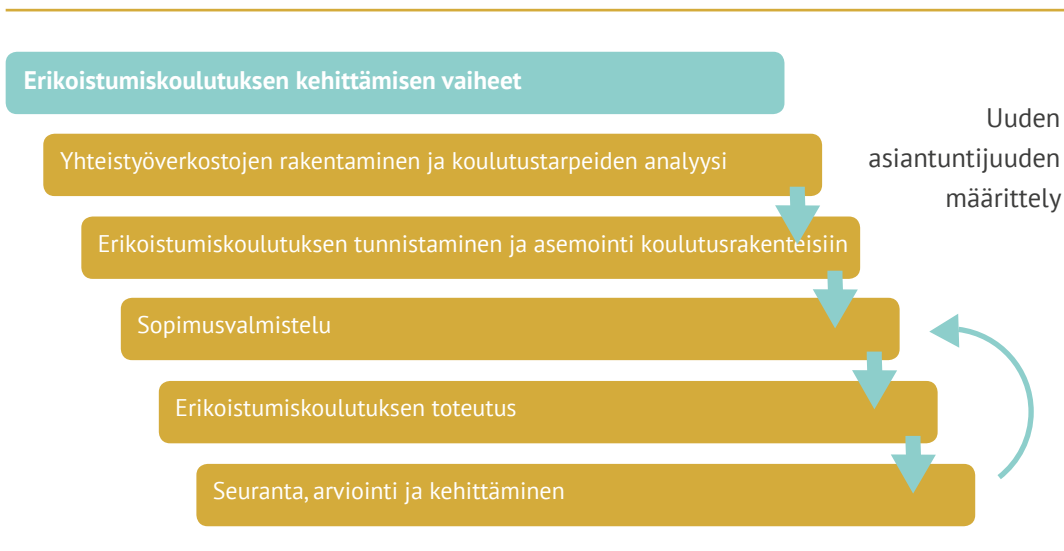 Erikoistumiskoulutuksen kehittämisen vaiheet
Uuden
asiantuntijuuden
määrittely
Yhteistyöverkostojen rakentaminen ja koulutustarpeiden analyysi
Erikoistumiskoulutuksen tunnistaminen ja asemointi koulutusrakenteisiin
Sopimusvalmistelu
Erikoistumiskoulutuksen toteutus
Seuranta, arviointi ja kehittäminen